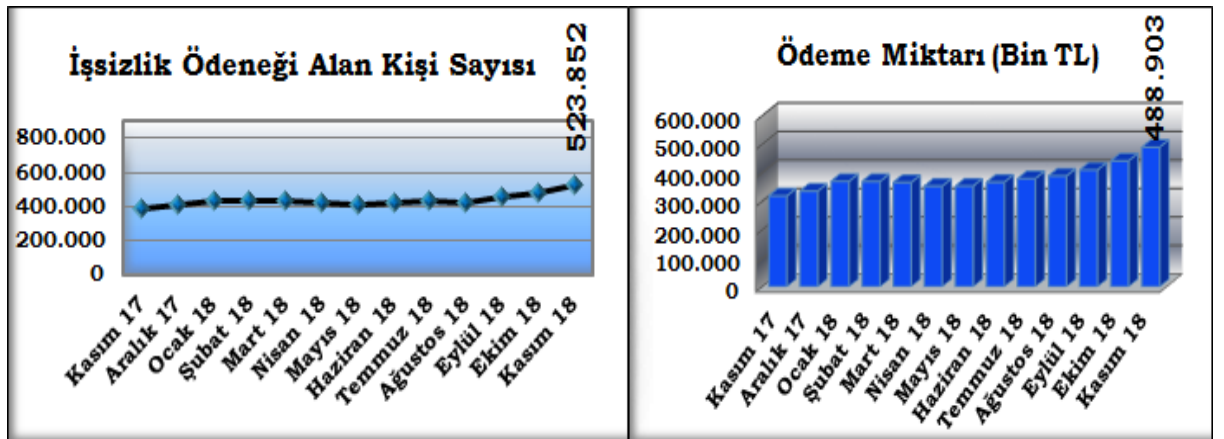 İşsizlik Ödeneği Alan Kişi Sayısı
523.852
800.000
600.000
400.000
200.000
0
Kasım 17
Aralık 17
Ocak 18
Şubat 18
Mart 18
Nisan 18
Mayıs 18
Haziran 18
Temmuz 18
Ağustos 18
Eylül 18
Ekim 18
Kasım 18
Ödeme Miktarı (Bin TL)
488.903
600.000
500.000
400.000
300.000
200.000
100.000
0
Kasım 17
Aralık 17
Ocak 18
Şubat 18
Mart 18
Nisan 18
Mayıs 18
Haziran 18
Temmuz 18
Ağustos 18
Eylül 18
Ekim 18
Kasım 18